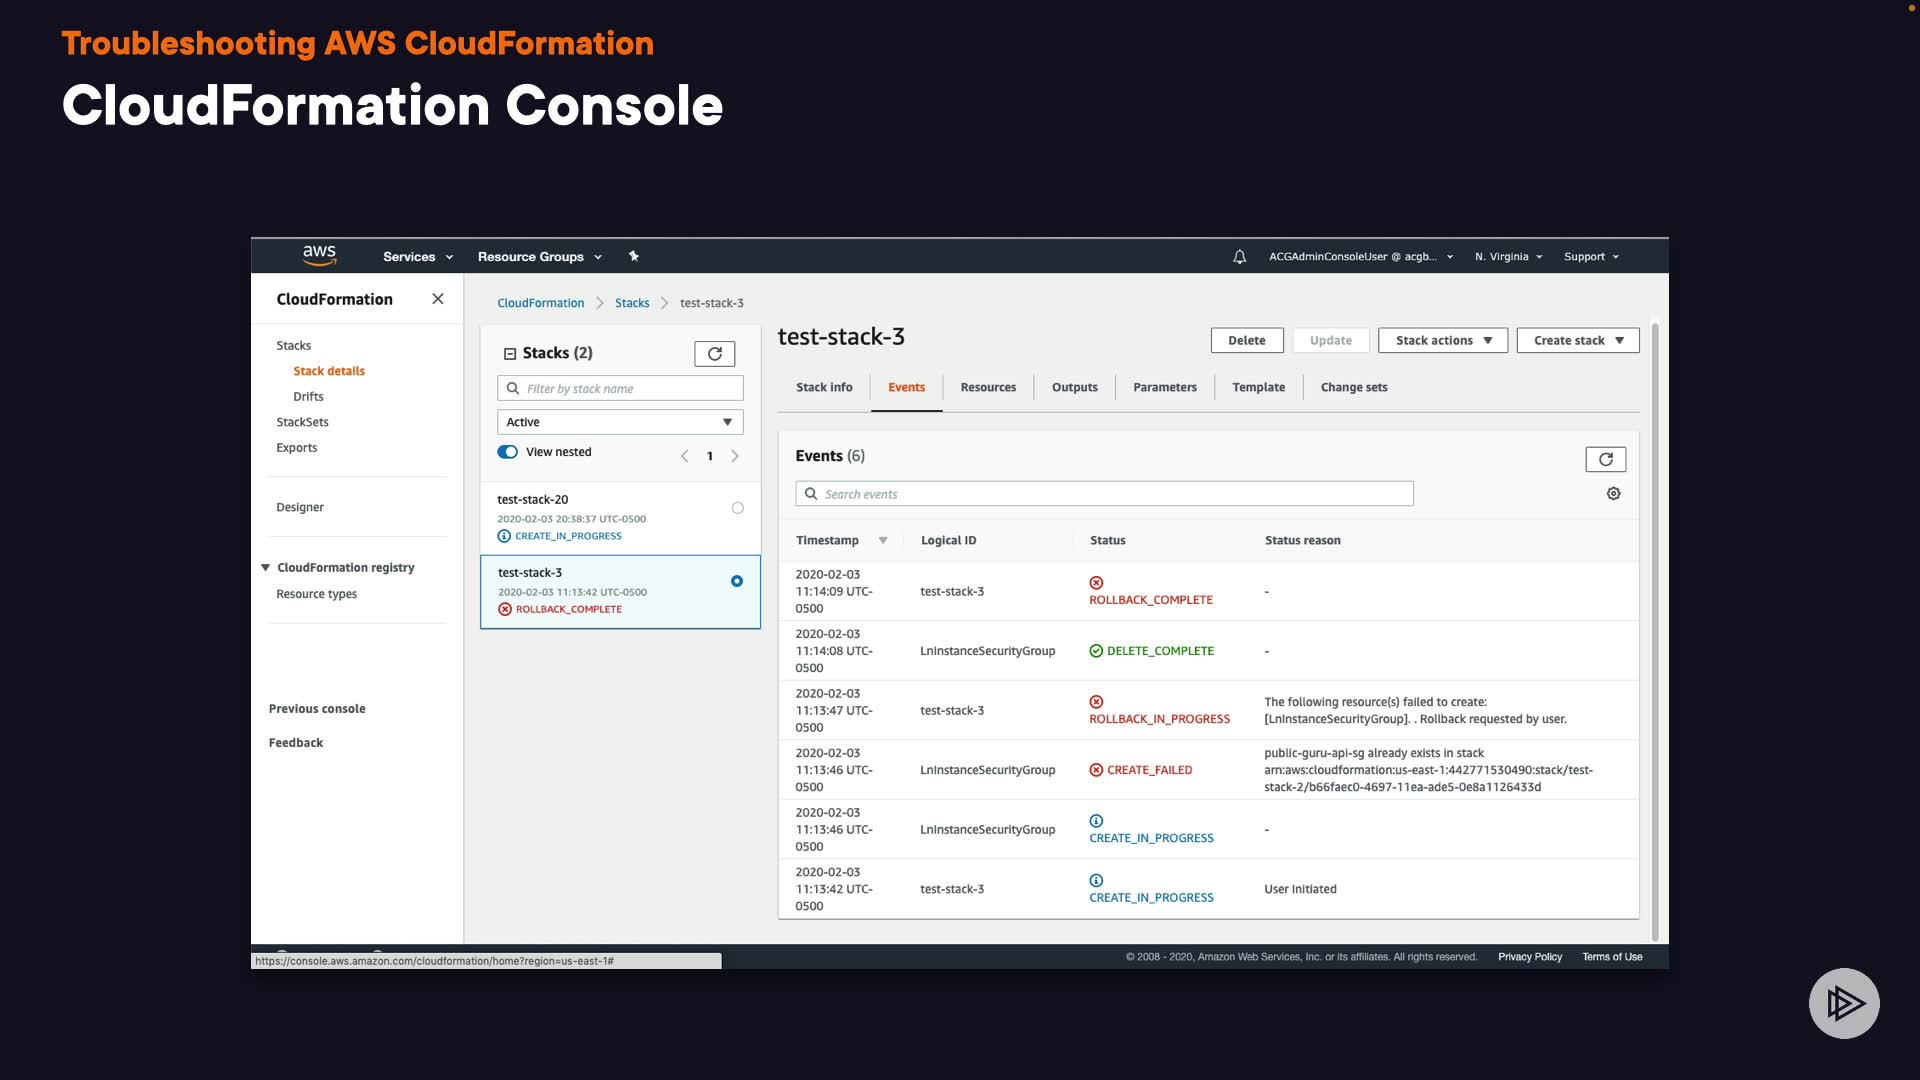 Troubleshooting AWS CloudFormation
CloudFormation Console
aws
Services
Resource Groups
ACGAdminConsoleUser @ acgb...
N. Virginia
Support
CloudFormation
Stacks
Stack details
Drifts
StackSets
Exports
Designer
CloudFormation registry
Resource types
Previous console
Feedback
CloudFormation
Stacks
test-stack-3
Stacks (2)
Filter by stack name
Active
View nested
1
test-stack-20
2020-02-03 20:38:37 UTC-0500
CREATE_IN_PROGRESS
test-stack-3
2020-02-03 11:13:42 UTC-0500
ROLLBACK_COMPLETE
test-stack-3
Delete
Update
Stack actions
Create stack
Stack info
Events
Resources
Outputs
Parameters
Template
Change sets
Events (6)
Search events
Timestamp
Logical ID
Status
Status reason
2020-02-03
11:14:09 UTC-
0500
test-stack-3
ROLLBACK_COMPLETE
-
2020-02-03
11:14:08 UTC-
0500
LnInstanceSecurityGroup
DELETE_COMPLETE
-
2020-02-03
11:13:47 UTC-
0500
test-stack-3
ROLLBACK_IN_PROGRESS
The following resource(s) failed to create:
[LnInstanceSecurityGroup]. . Rollback requested by user.
2020-02-03
11:13:46 UTC-
0500
LnInstanceSecurityGroup
CREATE_FAILED
public-guru-api-sg already exists in stack
arn:aws:cloudformation:us-east-1:442771530490:stack/test-
stack-2/b66faec0-4697-11ea-ade5-0e8a1126433d
2020-02-03
11:13:46 UTC-
0500
LnInstanceSecurityGroup
CREATE_IN_PROGRESS
-
2020-02-03
11:13:42 UTC-
0500
test-stack-3
CREATE_IN_PROGRESS
User Initiated
https://console.aws.amazon.com/cloudformation/home?region=us-east-1#
© 2008 - 2020, Amazon Web Services, Inc. or its affiliates. All rights reserved.
Privacy Policy
Terms of Use